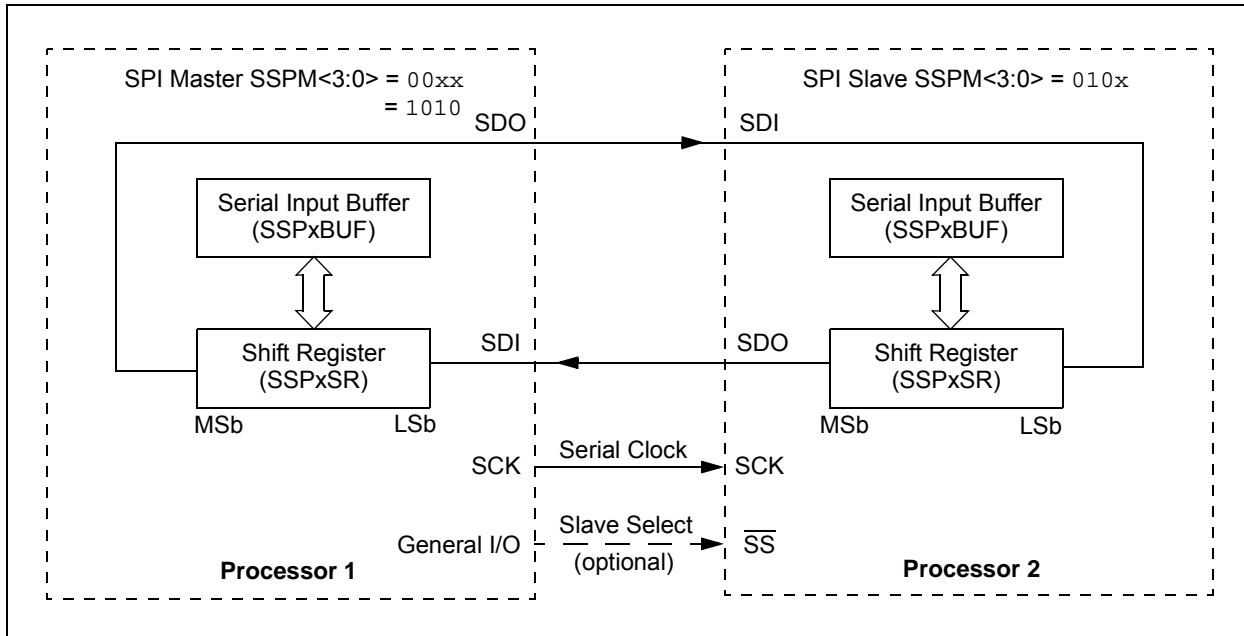 SPI Master SSPM<3:0> = 00xx
= 1010
SDO
Serial Input Buffer
(SSPxBUF)
Shift Register
(SSPxSR)
MSb
LSb
SDI
SCK
General I/O
Processor 1
Serial Clock
Slave Select
(optional)
SPI Slave SSPM<3:0> = 010x
SDI
Serial Input Buffer
(SSPxBUF)
SDO
Shift Register
(SSPxSR)
MSb
LSb
SCK
S̅S̅
Processor 2